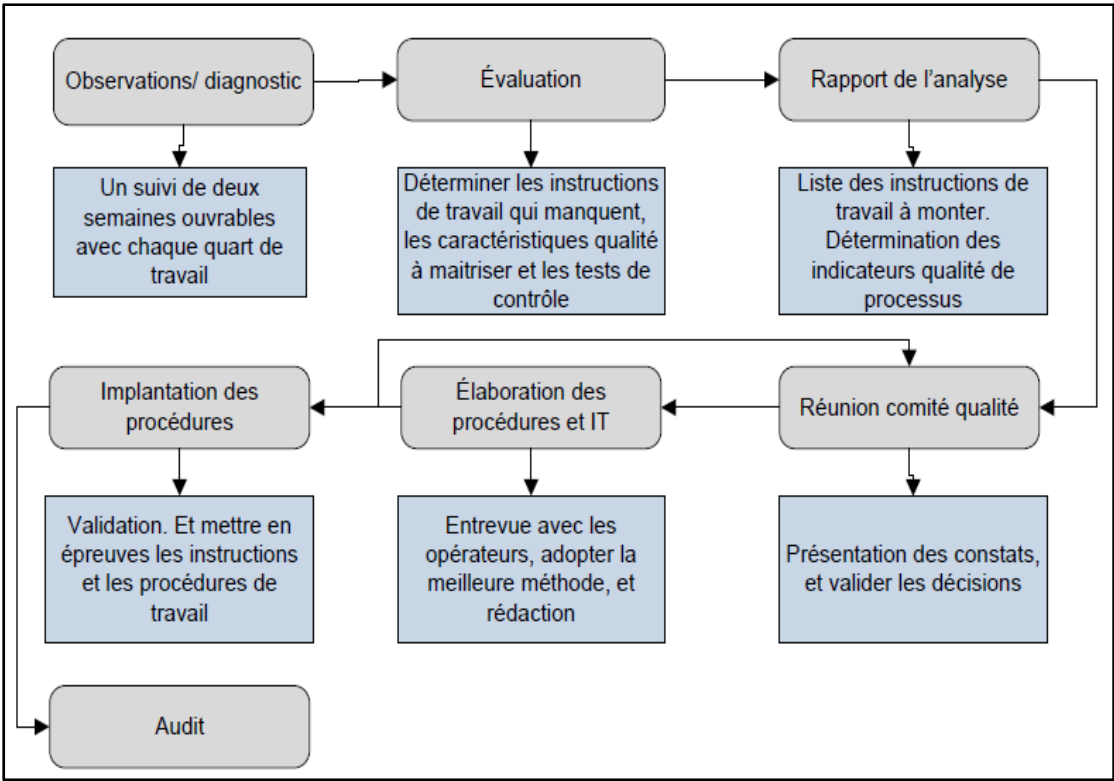 Observations/ diagnostic
Évaluation
Rapport de l'analyse
Un suivi de deux
semaines ouvrables
avec chaque quart de
travail
Déterminer les instructions
de travail qui manquent,
les caractéristiques qualité
à maitriser et les tests de
contrôle
Liste des instructions de
travail à monter.
Détermination des
indicateurs qualité de
processus
Implantation des
procédures
Élaboration des
procédures et IT
Réunion comité qualité
Validation. Et mettre en
épreuves les instructions
et les procédures de
travail
Entrevue avec les
opérateurs, adopter la
meilleure méthode, et
rédaction
Présentation des constats,
et valider les décisions
Audit